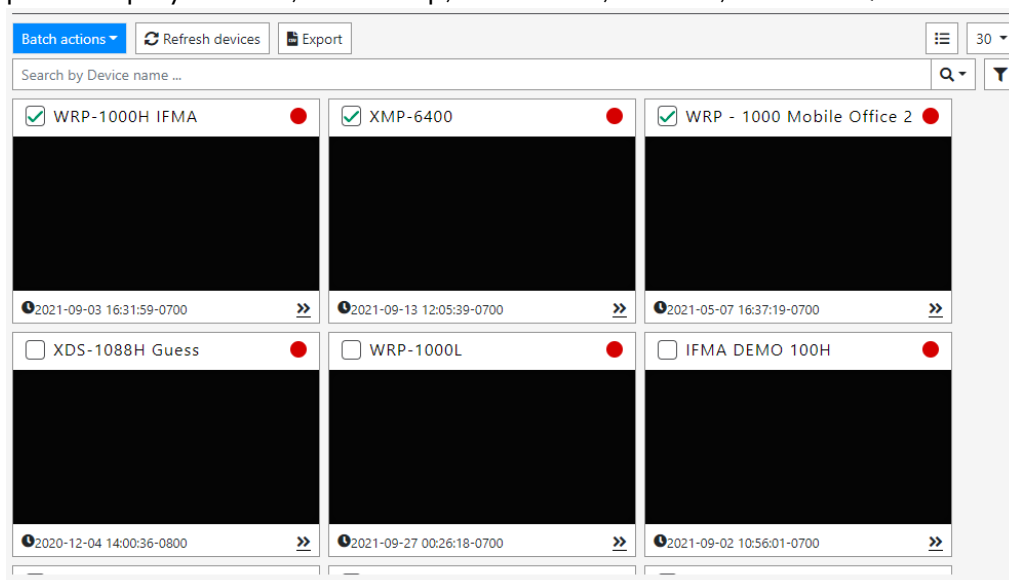 Batch actions Refresh devices Export 30
Search by Device name ...
WRP-1000H IFMA XMP-6400 WRP - 1000 Mobile Office 2
2021-09-03 16:31:59-0700 2021-09-13 12:05:39-0700 2021-05-07 16:37:19-0700
XDS-1088H Guess WRP-1000L IFMA DEMO 100H
2020-12-04 14:00:36-0800 2021-09-27 00:26:18-0700 2021-09-02 10:56:01-0700